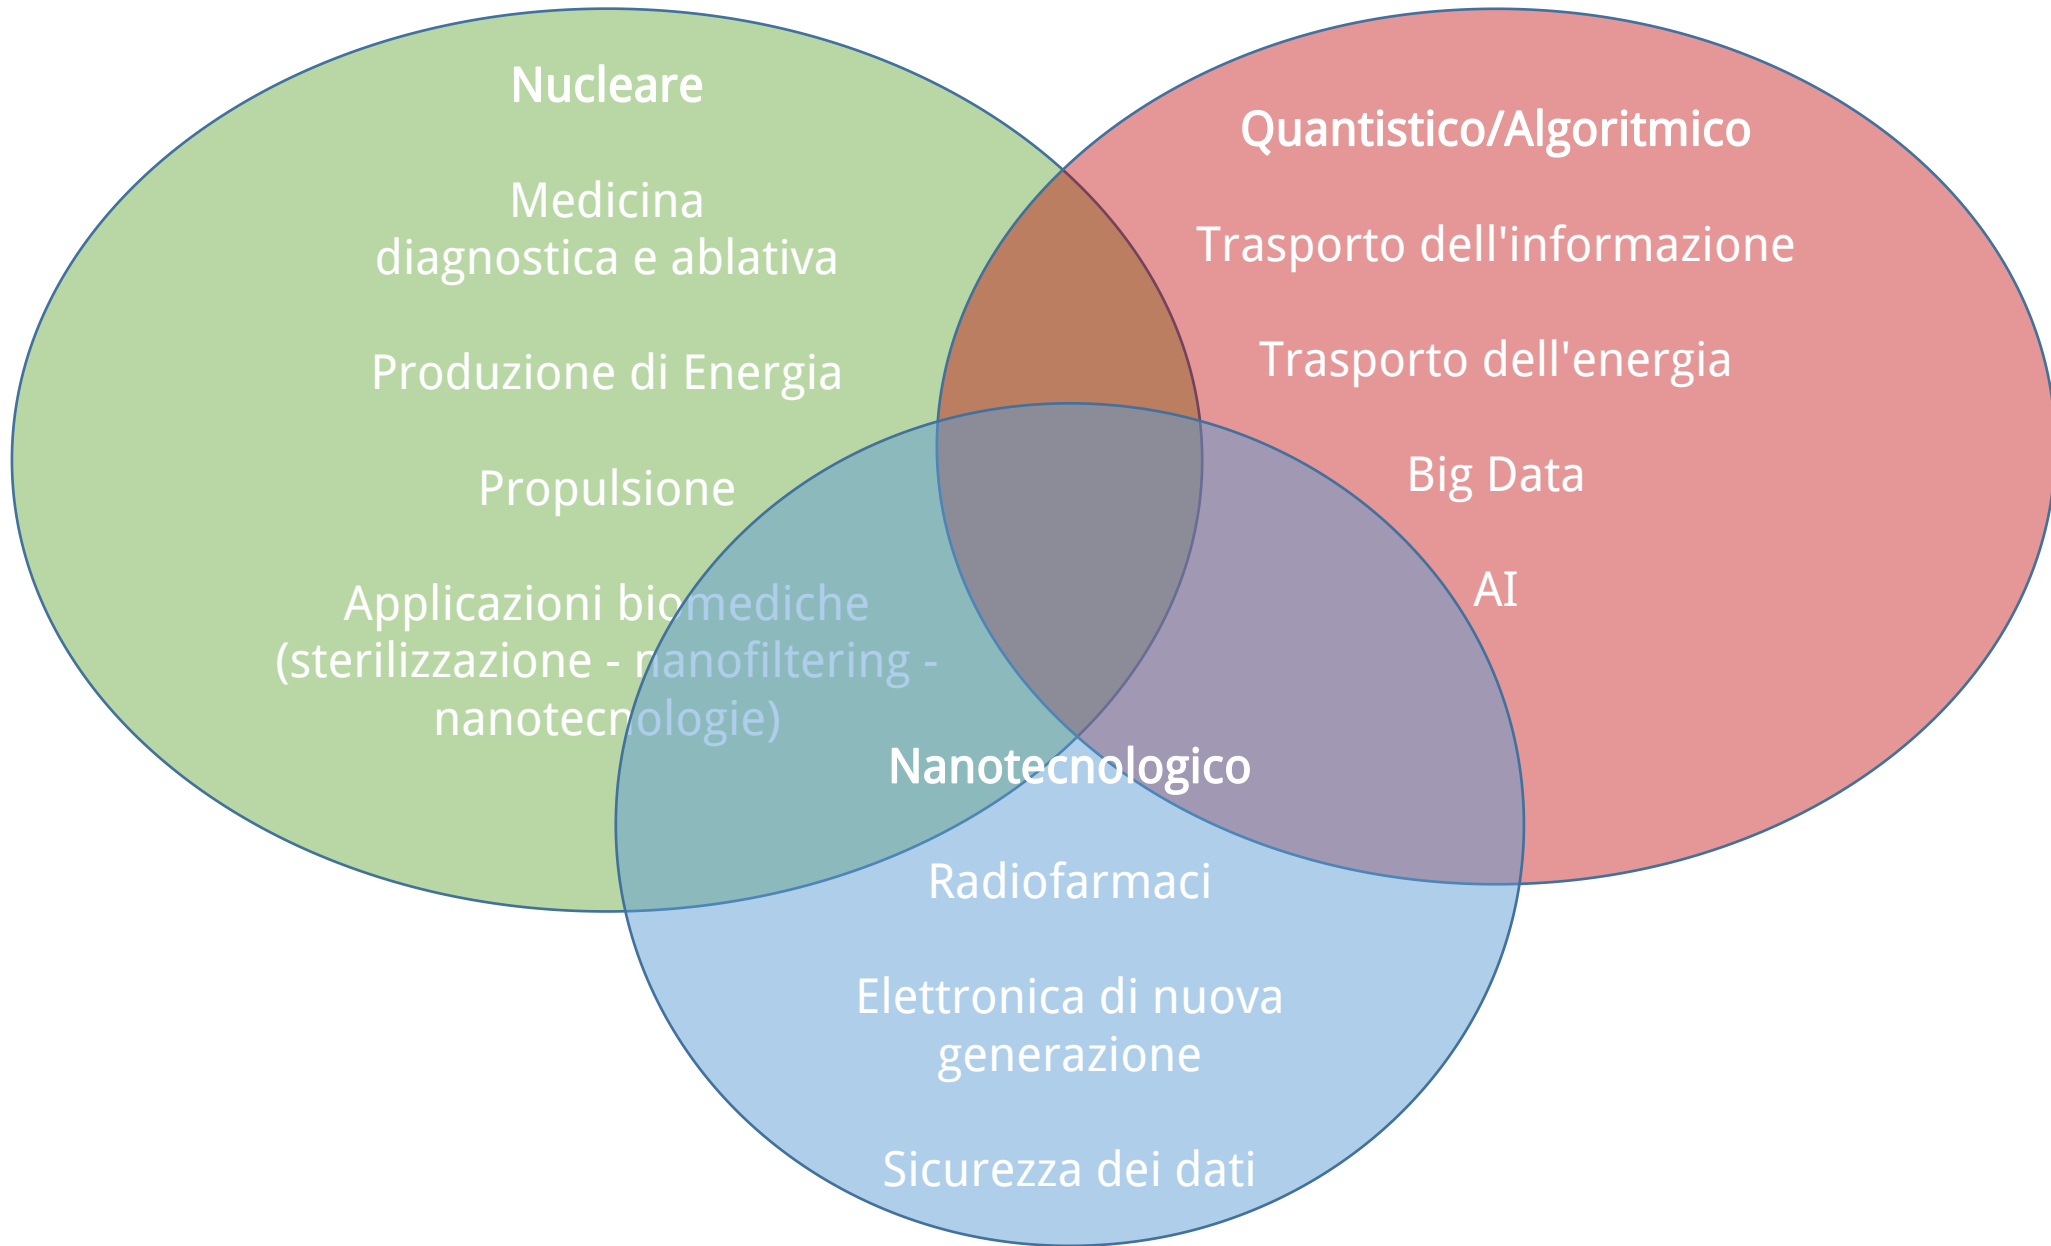 Nucleare
Medicina
diagnostica e ablativa
Produzione di Energia
Propulsione
Applicazioni biomediche
(sterilizzazione - nanofiltering -
nanotecnologie)
Quantistico/Algoritmico
Trasporto dell'informazione
Trasporto dell'energia
Big Data
AI
Nanotecnologico
Radiofarmaci
Elettronica di nuova
generazione
Sicurezza dei dati